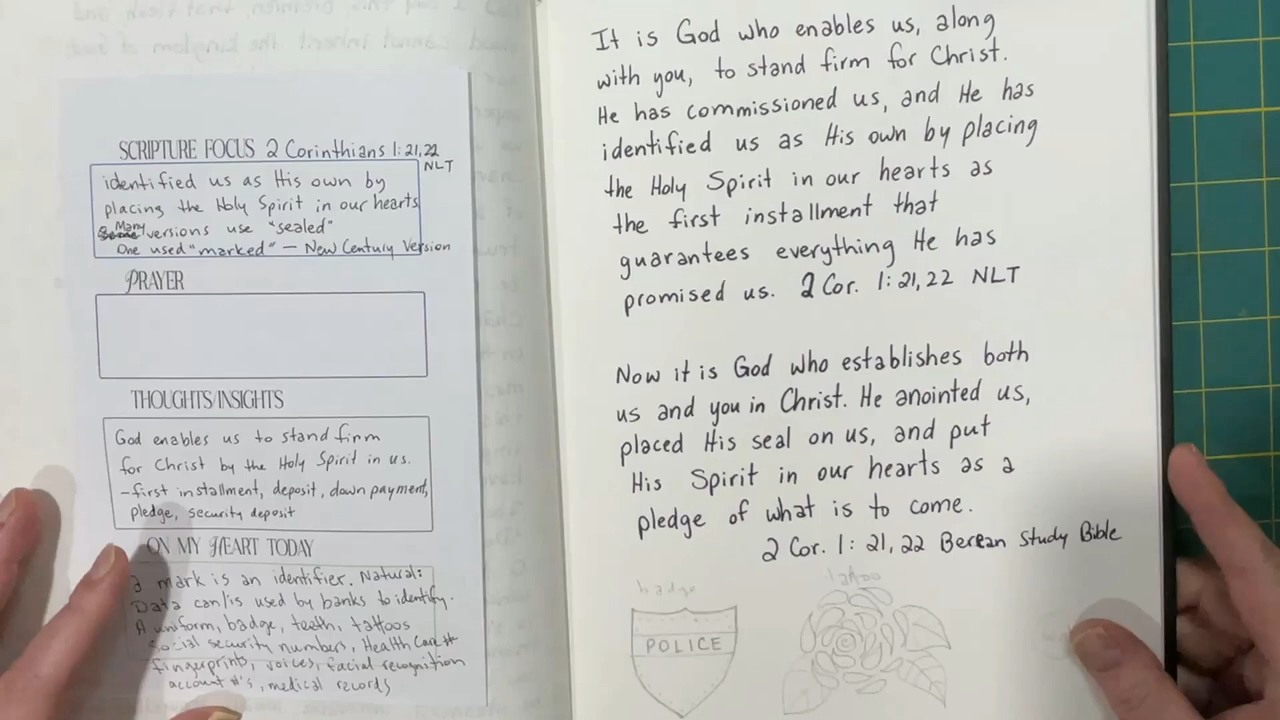 SCRIPTURE FOCUS 2 Corinthians 1:21,22
NLT
identified us as His own by
placing the Holy Spirit in our hearts
Many versions use "sealed"
One used "marked" – New Century Version
PRAYER
THOUGHTS/INSIGHTS
God enables us to stand firm
for Christ by the Holy Spirit in us.
-first installment, deposit, down payment,
pledge, security deposit
ON MY HEART TODAY
a mark is an identifier. Natural:
Data can/is used by banks to identify.
A uniform, badge, teeth, tattoos
social security numbers, Health Care #
fingerprints, voices, facial recognition
account #'s, medical records
It is God who enables us, along
with you, to stand firm for Christ.
He has commissioned us, and He has
identified us as His own by placing
the Holy Spirit in our hearts as
the first installment that
guarantees everything He has
promised us. 2 Cor. 1:21,22 NLT
Now it is God who establishes both
us and you in Christ. He anointed us,
placed His seal on us, and put
His Spirit in our hearts as a
pledge of what is to come.
2 Cor. 1: 21,22 Berean Study Bible
badge
tattoo
POLICE